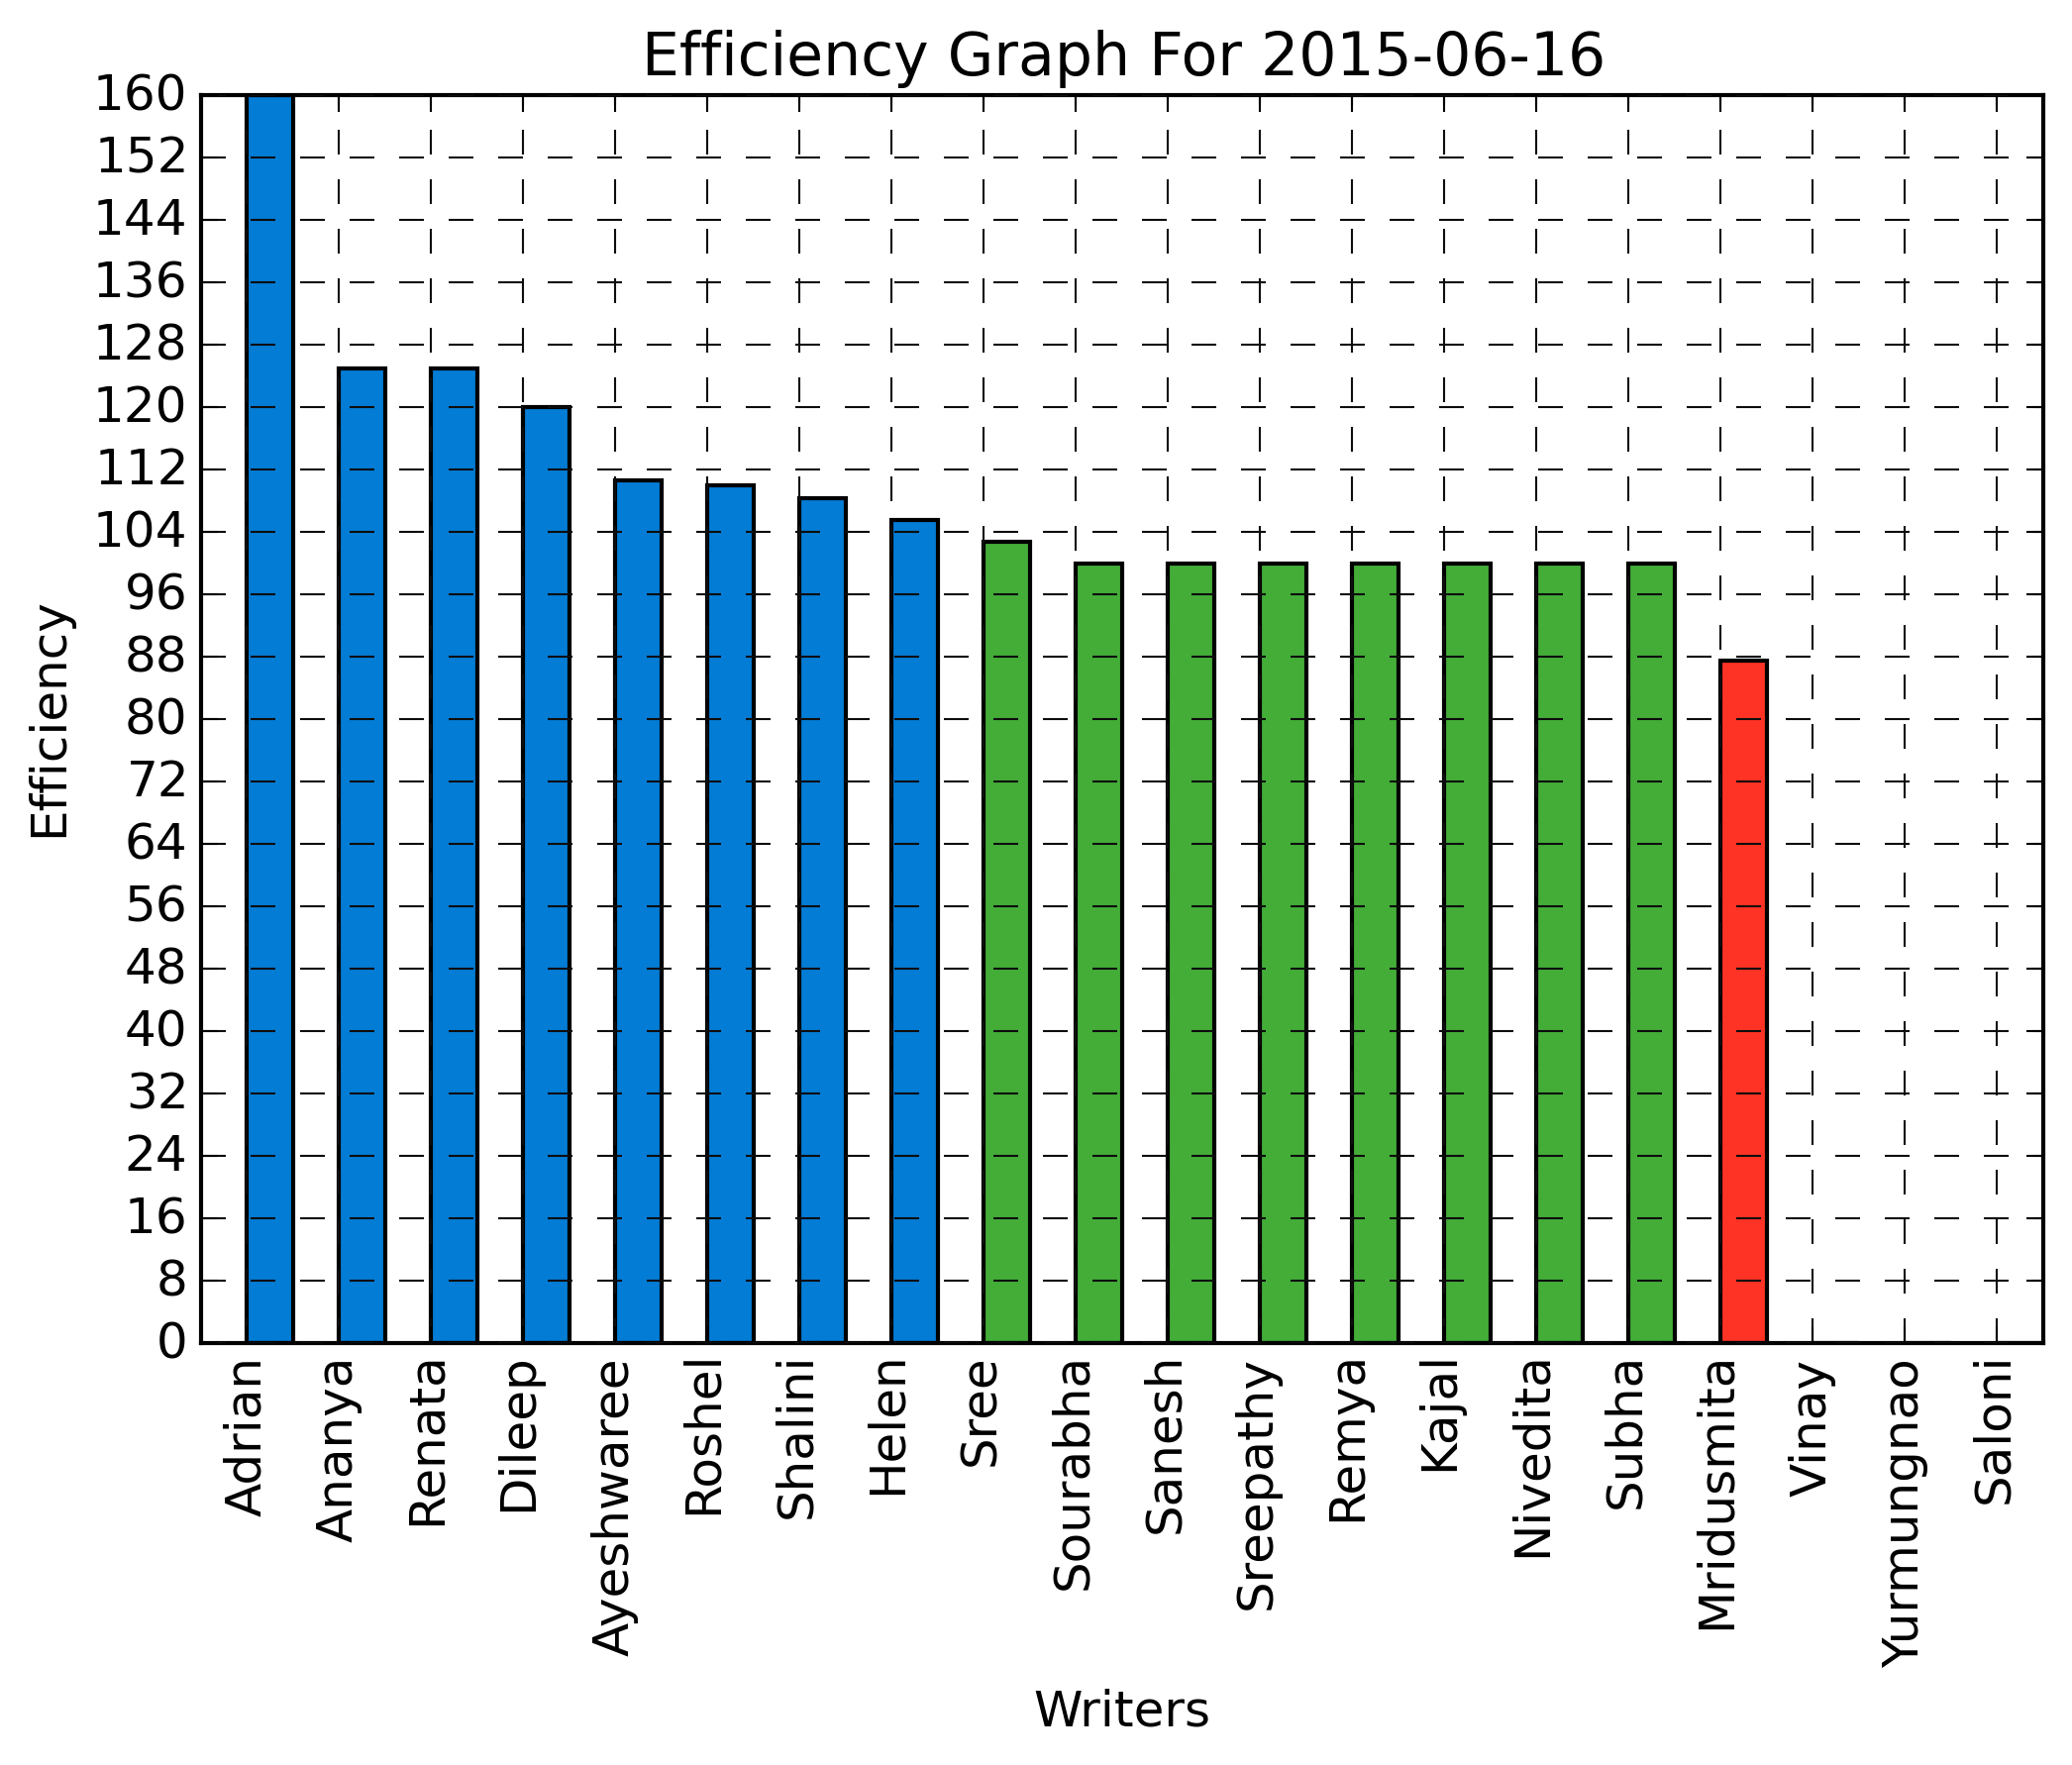 Efficiency Graph For 2015-06-16
160
152
144
136
128
120
112
104
96
88
80
72
64
56
48
40
32
24
16
8
0
Efficiency
Adrian
Ananya
Renata
Dileep
Ayeshwaree
Roshel
Shalini
Helen
Sree
Sourabha
Sanesh
Sreepathy
Remya
Kajal
Nivedita
Subha
Mridusmita
Vinay
Yurmungnao
Saloni
Writers